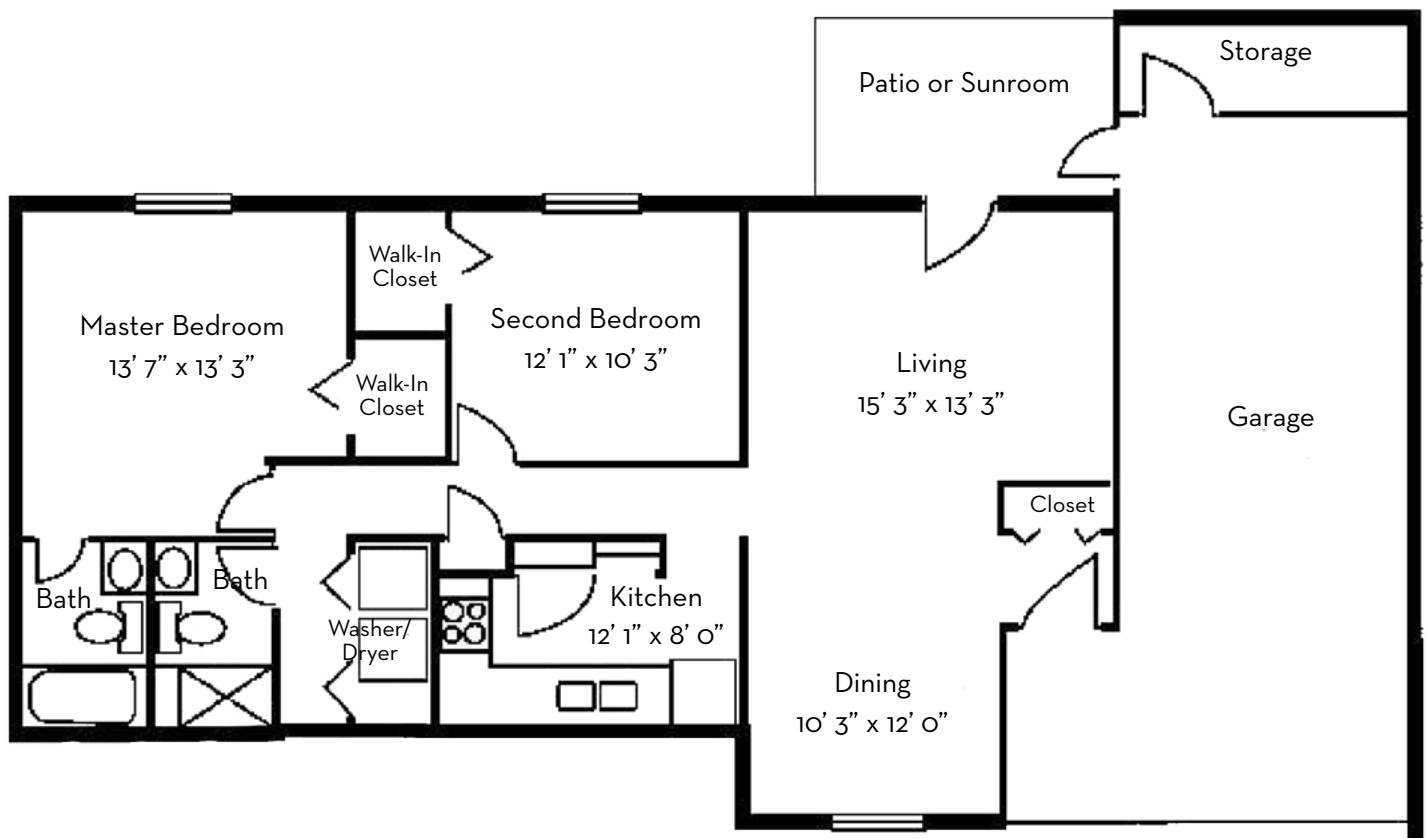 Storage
Patio or Sunroom
Walk-In
Closet
Master Bedroom
13’ 7” x 13’ 3”
Second Bedroom
12’ 1” x 10’ 3”
Walk-In
Closet
Living
15’ 3” x 13’ 3”
Garage
Closet
Bath
Bath
Washer/
Dryer
Kitchen
12’ 1” x 8’ 0”
Dining
10’ 3” x 12’ 0”